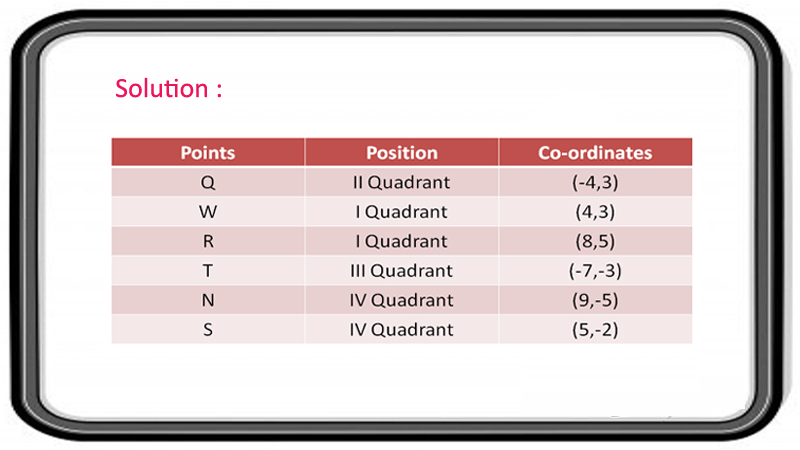 Solution :
Points Position Co-ordinates
Q II Quadrant (-4,3)
W I Quadrant (4,3)
R I Quadrant (8,5)
T III Quadrant (-7,-3)
N IV Quadrant (9,-5)
S IV Quadrant (5,-2)